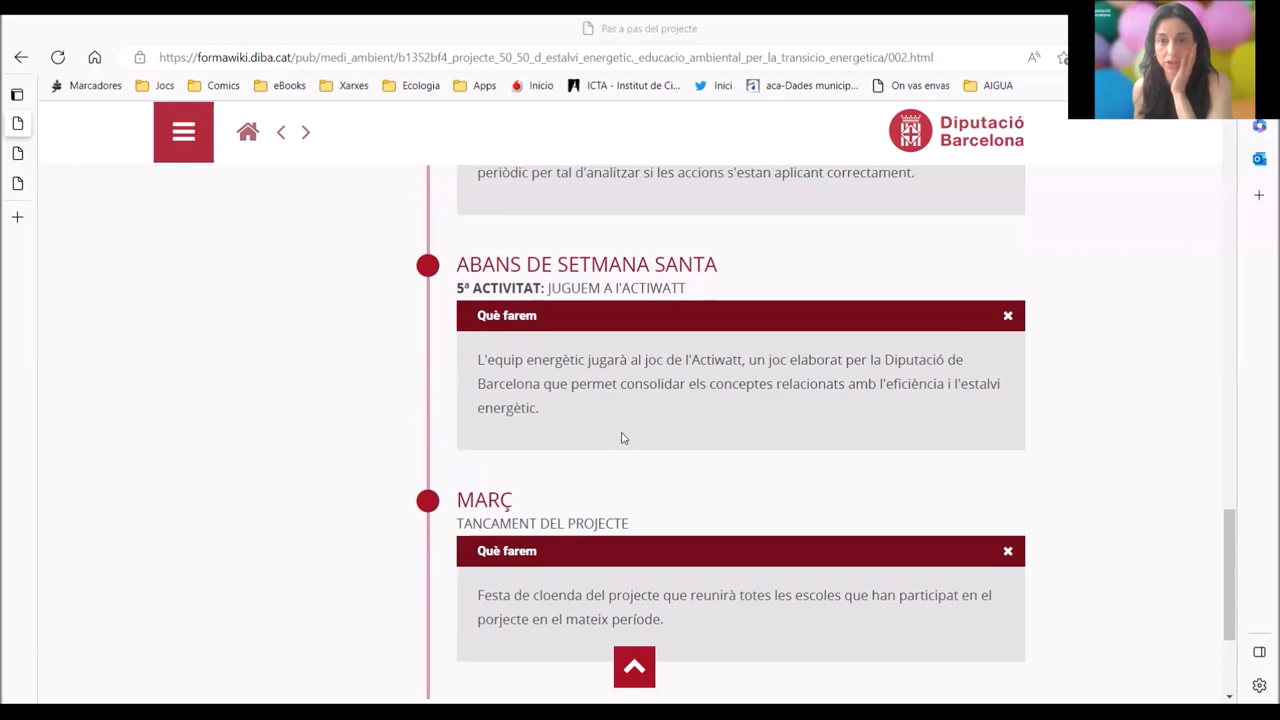 Pas a pas del projecte
https://formawiki.diba.cat/pub/medi_ambient/b1352bf4_projecte_50_50_d_estalvi_energetic,_educacio_ambiental_per_la_transicio_energetica/002.html
Marcadores Jocs Comics eBooks Xarxes Ecologia Apps Inicio ICTA - Institut de Ci... Inici aca-Dades municip... On vas envas AIGUA
Diputació
Barcelona
Diputació
Barcelona
periòdic per tal d'analitzar si les accions s'estan aplicant correctament.
ABANS DE SETMANA SANTA
5ª ACTIVITAT: JUGUEM A l'ACTIWATT
Què farem
L'equip energètic jugarà al joc de l'Actiwatt, un joc elaborat per la Diputació de
Barcelona que permet consolidar els conceptes relacionats amb l'eficiència i l'estalvi
energètic.
MARÇ
TANCAMENT DEL PROJECTE
Què farem
Festa de cloenda del projecte que reunirà totes les escoles que han participat en el
porjecte en el mateix període.